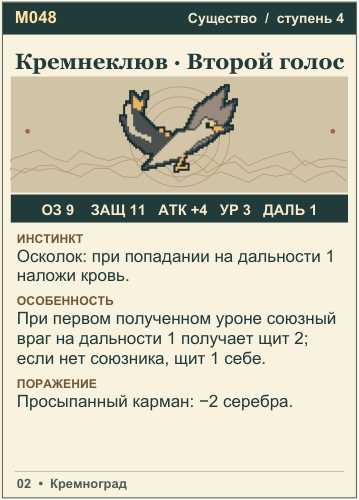 M048
Существо / ступень 4
Кремнеклюв · Второй голос
ОЗ 9 ЗАЩ 11 АТК +4 УР 3 ДАЛЬ 1
ИНСТИНКТ
Осколок: при попадании на дальности 1
наложи кровь.
ОСОБЕННОСТЬ
При первом полученном уроне союзный
враг на дальности 1 получает щит 2;
если нет союзника, щит 1 себе.
ПОРАЖЕНИЕ
Просыпанный карман: −2 серебра.
02 • Кремноград